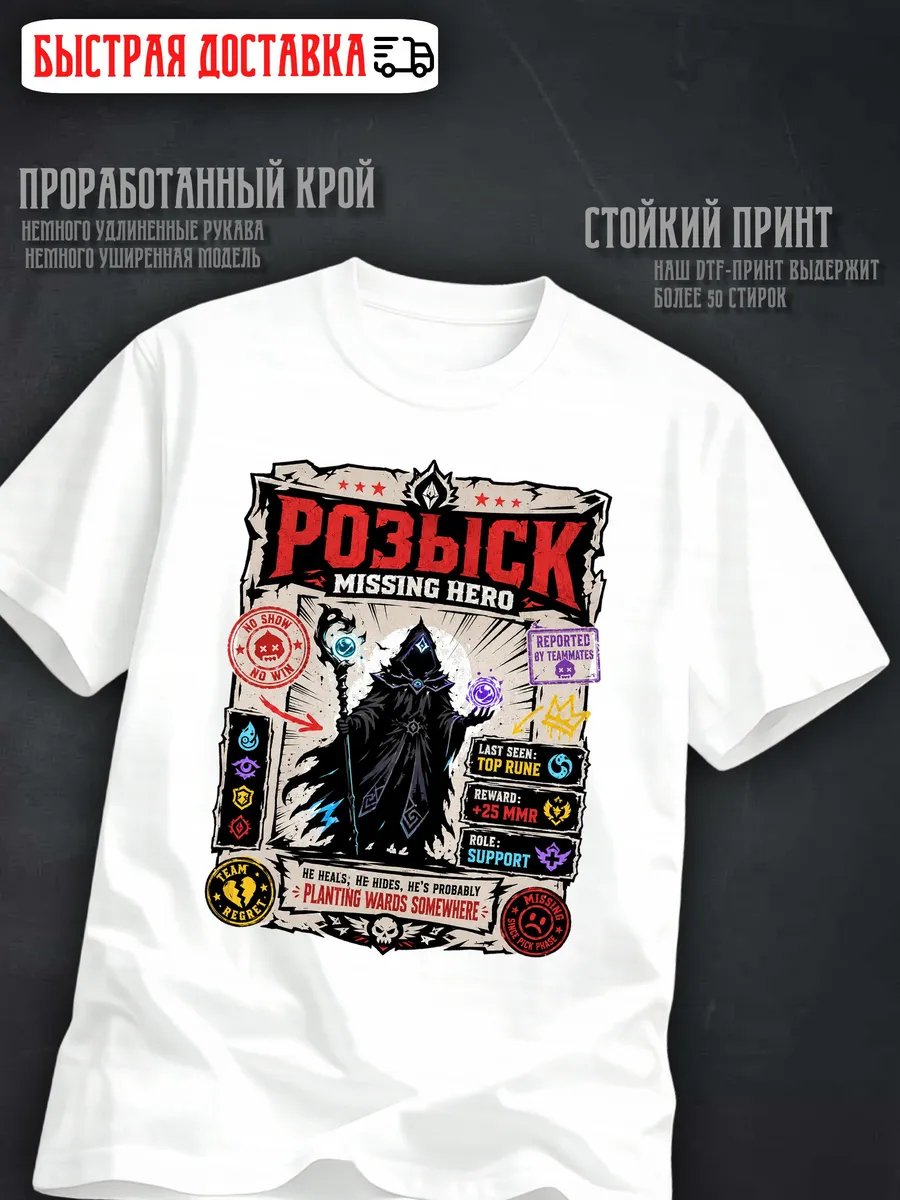 БЫСТРАЯ ДОСТАВКА
ПРОРАБОТАННЫЙ КРОЙ
НЕМНОГО УДЛИНЕННЫЕ РУКАВА
НЕМНОГО УШИРЕННАЯ МОДЕЛЬ
СТОЙКИЙ ПРИНТ
НАШ DTF-ПРИНТ ВЫДЕРЖИТ
БОЛЕЕ 50 СТИРОК
РОЗЫСК
MISSING HERO
NO SHOW
NO WIN
REPORTED
BY TEAMMATES
LAST SEEN:
TOP RUNE
REWARD:
+25 MMR
ROLE:
SUPPORT
TEAM
REGRET
HE HEALS, HE HIDES, HE'S PROBABLY
PLANTING WARDS SOMEWHERE
MISSING
SINCE PICK PHASE